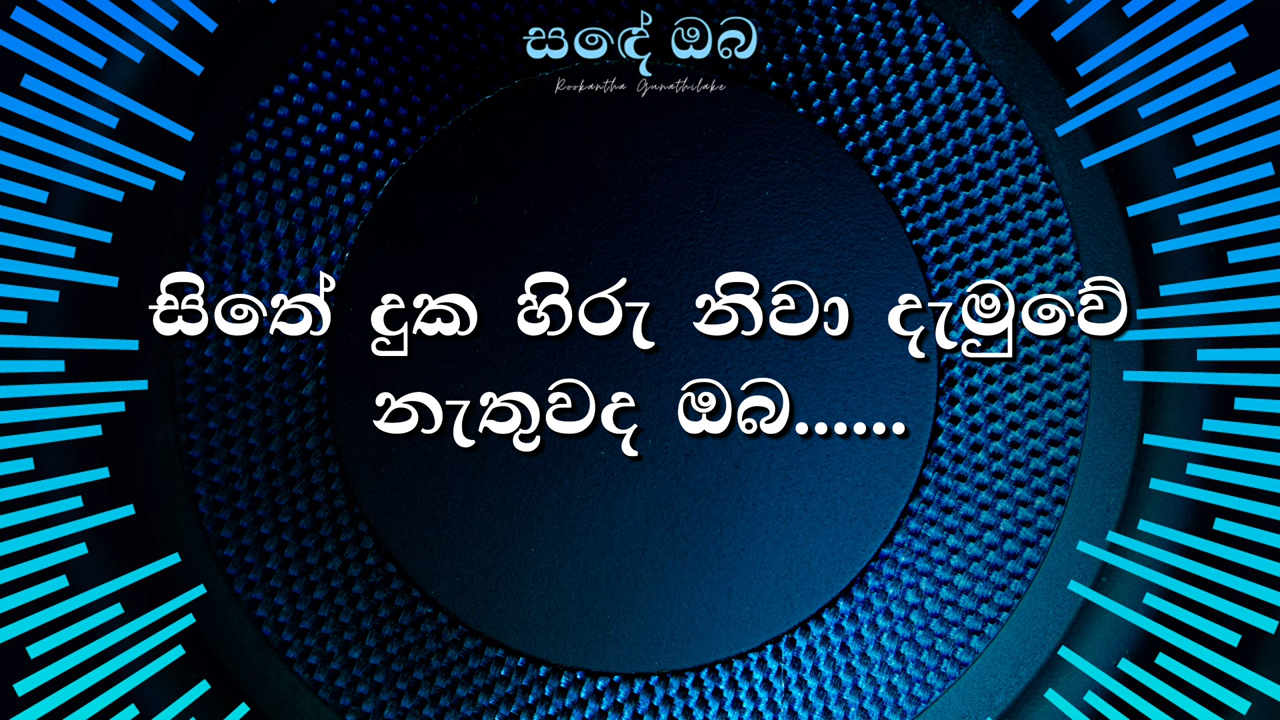 සඳේ ඔබ
Rookantha Gunathilake
සිතේ දුක හිරු නිවා දැමුවේ
නැතුවද ඔබ......